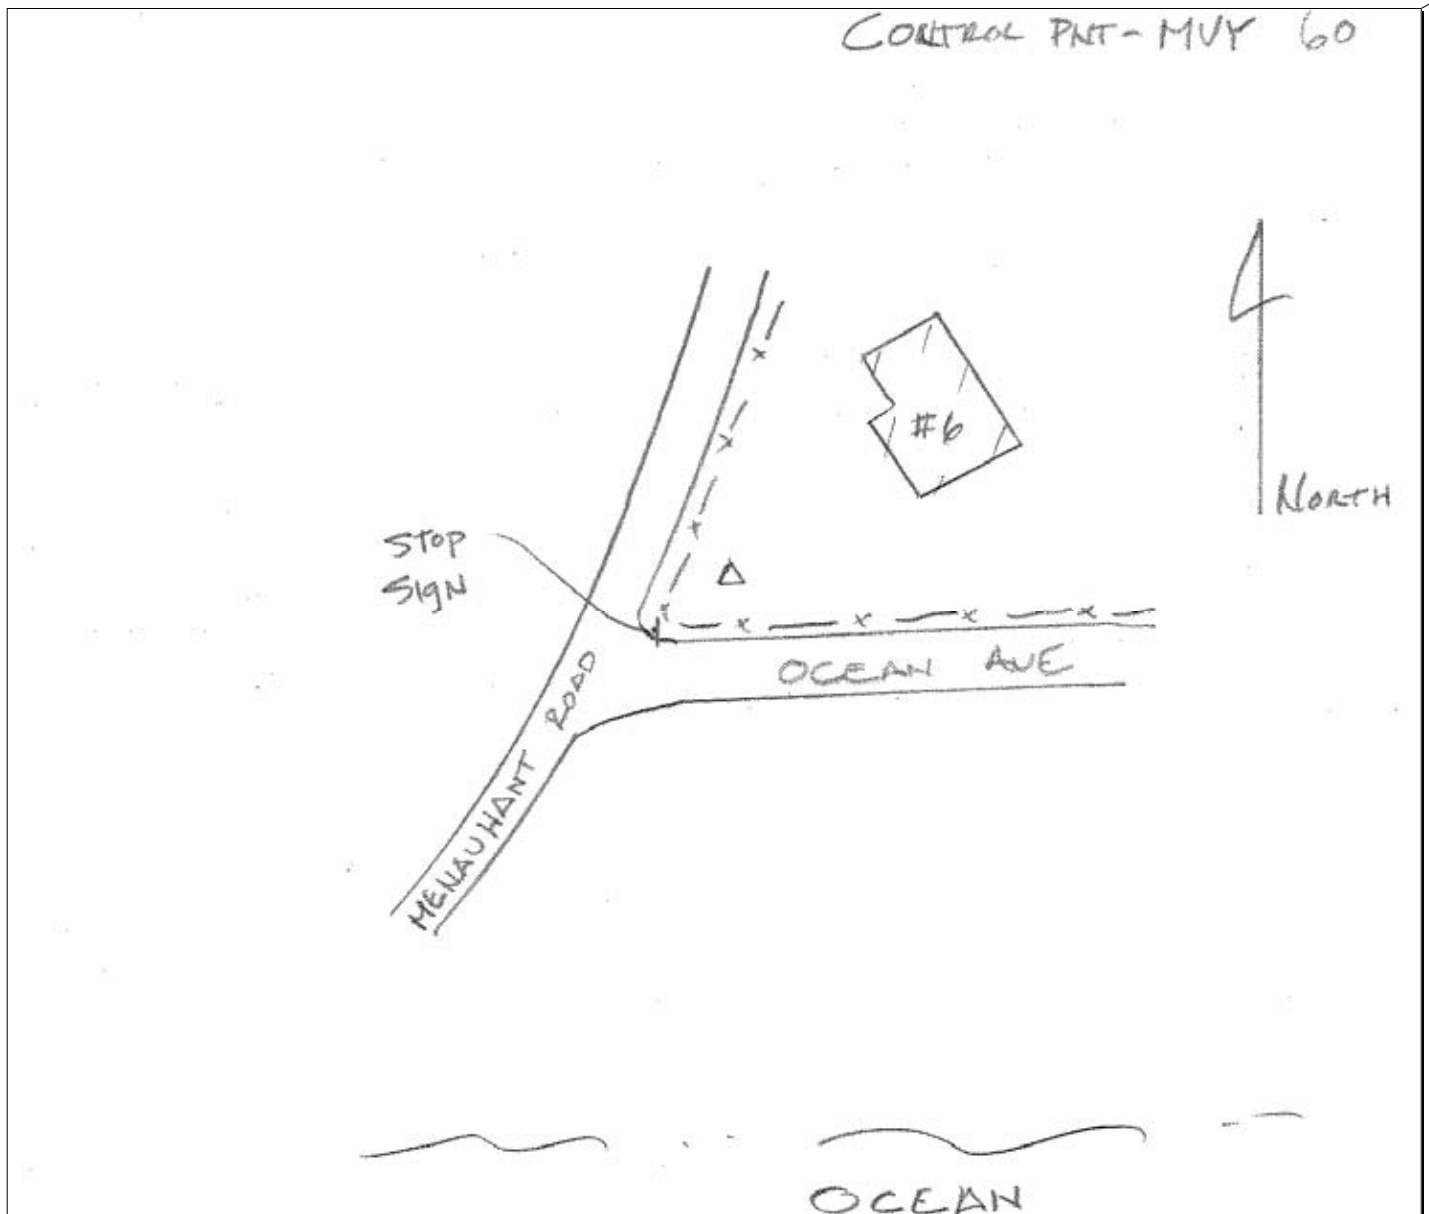 CONTROL PNT - MVY 60
#6
NORTH
STOP
SIGN
OCEAN AVE
MENAUHANT ROAD
OCEAN